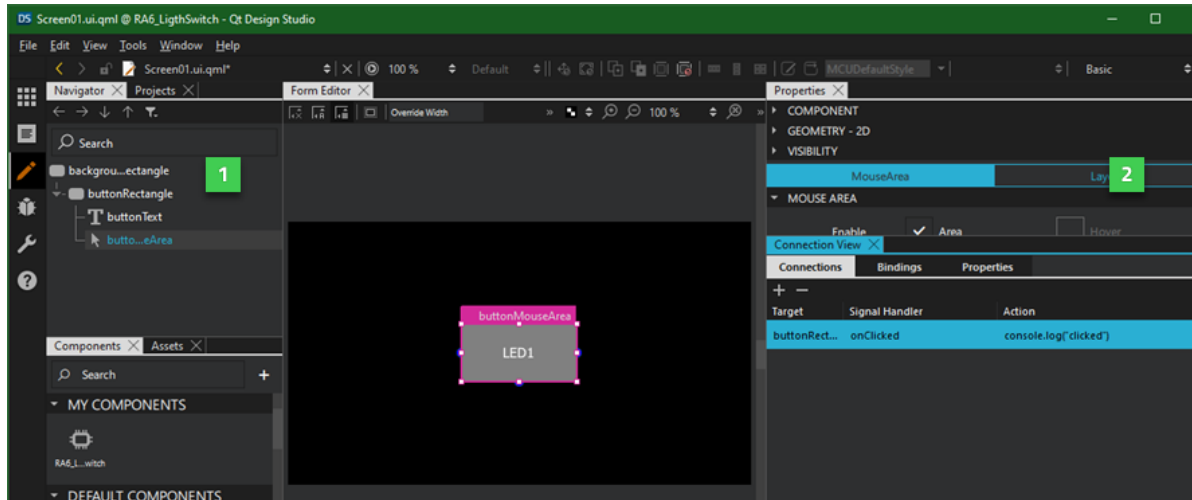 DS Screen01.ui.qml @ RA6_LigthSwitch - Qt Design Studio
File Edit View Tools Window Help
Screen01.ui.qml* 100 % Default MCUDefaultStyle Basic
Navigator Projects Form Editor Properties
Override Width » 100 % »
Search
COMPONENT
GEOMETRY - 2D
VISIBILITY
backgrou...ectangle 1
buttonRectangle
T buttonText
butto...eArea
MouseArea Lay 2
MOUSE AREA
Enable Area Hover
Connection View
Connections Bindings Properties
+ −
Target Signal Handler Action
buttonRect... onClicked console.log("clicked")
buttonMouseArea
LED1
Components Assets
Search +
MY COMPONENTS
RA6_L...witch
DEFAULT COMPONENTS